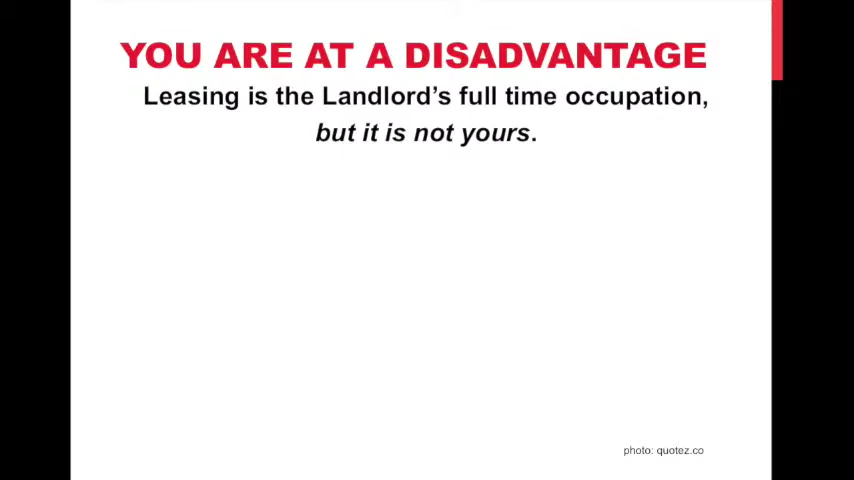 YOU ARE AT A DISADVANTAGE
Leasing is the Landlord’s full time occupation,
but it is not yours.
photo: quotez.co